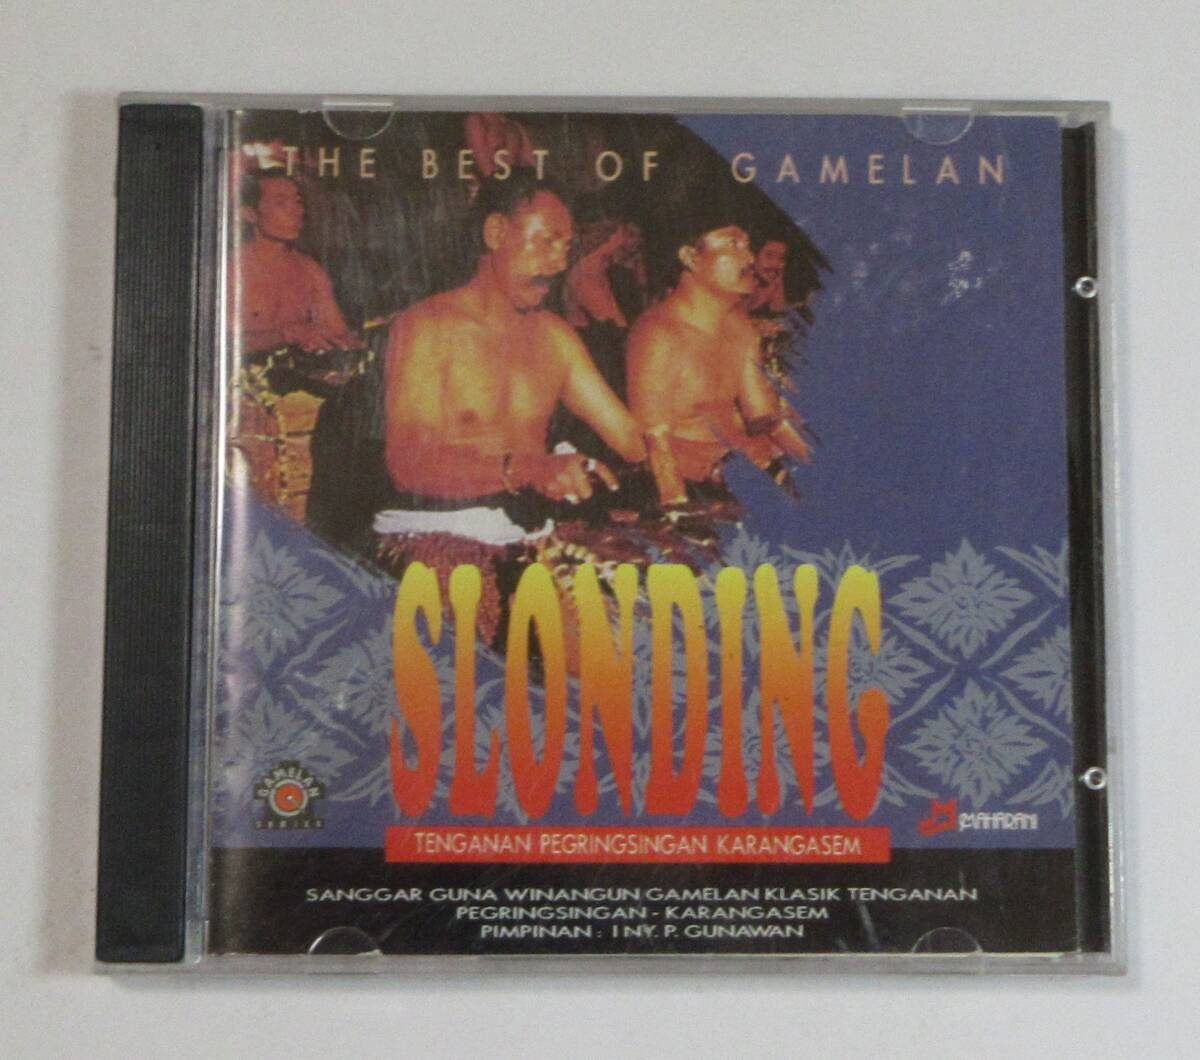 THE BEST OF GAMELAN
SLONDING
GAMELAN
SERIES
TENGANAN PEGRINGSINGAN KARANGASEM
MAHARANI
SANGGAR GUNA WINANGUN GAMELAN KLASIK TENGANAN
PEGRINGSINGAN - KARANGASEM
PIMPINAN : I NY. P. GUNAWAN